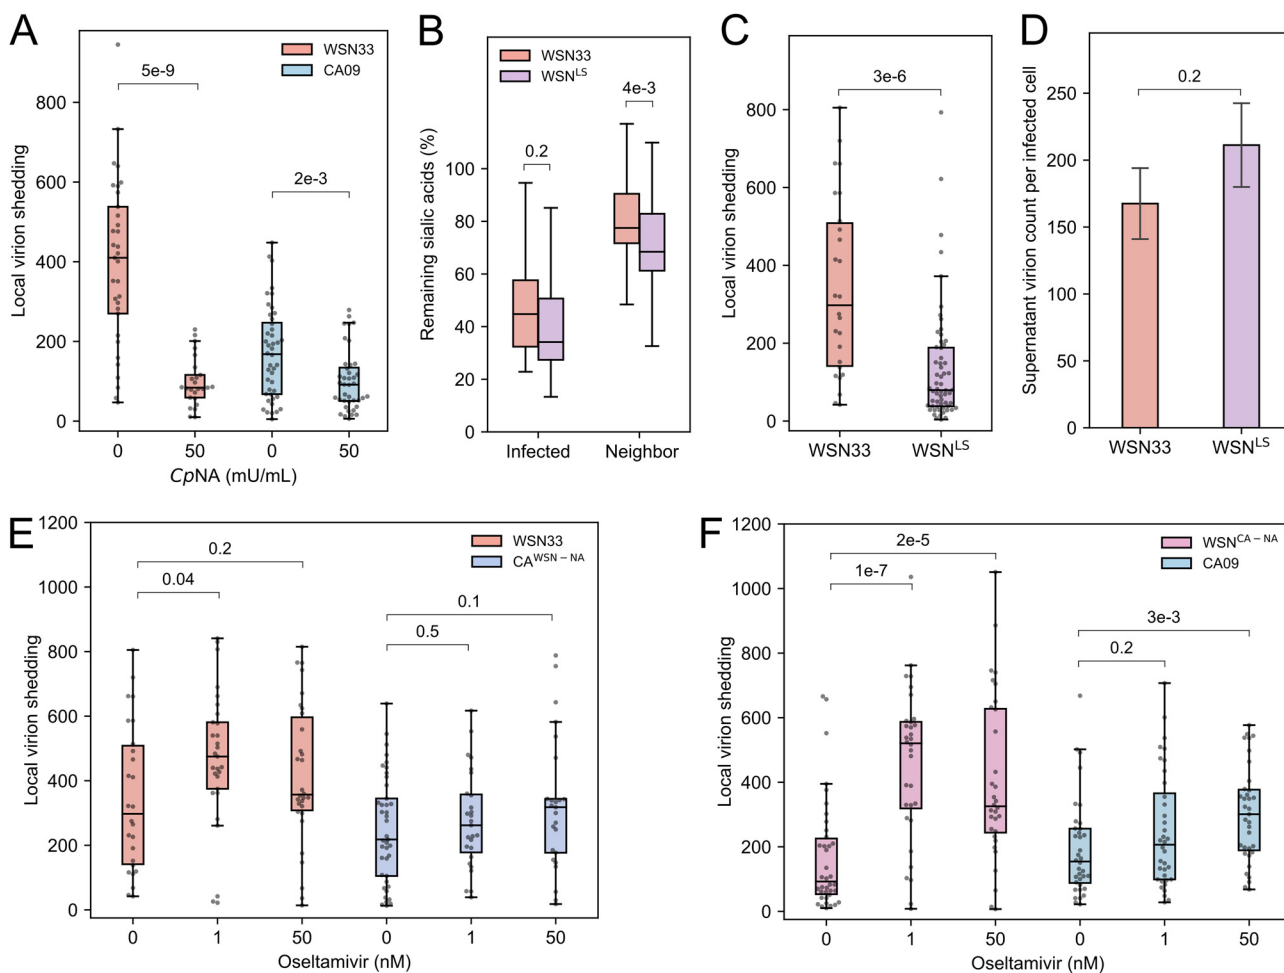 A
WSN33
CA09
5e-9
2e-3
Local virion shedding
800
600
400
200
0
0
50
0
50
CpNA (mU/mL)
B
WSN33
WSN^LS
4e-3
0.2
Remaining sialic acids (%)
100
80
60
40
20
0
Infected
Neighbor
C
3e-6
Local virion shedding
800
600
400
200
0
WSN33
WSN^LS
D
0.2
Supernatant virion count per infected cell
250
200
150
100
50
0
WSN33
WSN^LS
E
WSN33
CA^WSN – NA
0.2
0.04
0.1
0.5
Local virion shedding
1200
1000
800
600
400
200
0
0
1
50
0
1
50
Oseltamivir (nM)
F
WSN^CA – NA
CA09
2e-5
1e-7
3e-3
0.2
Local virion shedding
1200
1000
800
600
400
200
0
0
1
50
0
1
50
Oseltamivir (nM)